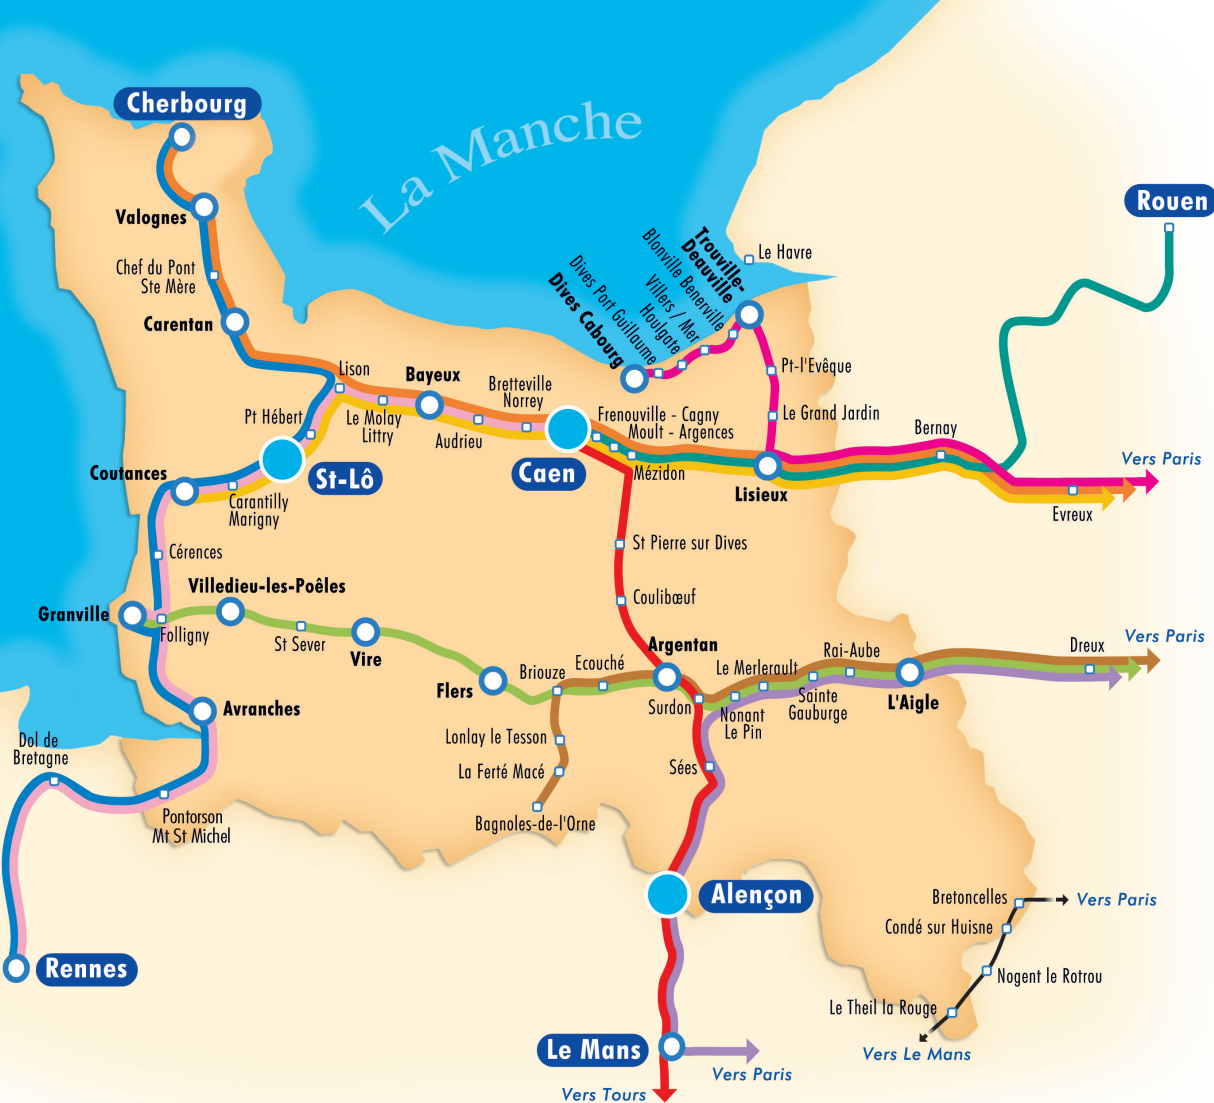 Cherbourg
La Manche
Valognes
Chef du Pont
Ste Mère
Carentan
Rouen
Le Havre
Trouville-
Deauville
Blonville Benerville
Villers / Mer
Houlgate
Dives Port Guillaume
Dives Cabourg
Pt-l'Evêque
Le Grand Jardin
Lison
Bayeux
Bretteville
Norrey
Pt Hébert
Le Molay
Littry
Audrieu
Frenouville - Cagny
Moult - Argences
Bernay
Vers Paris
Coutances
St-Lô
Caen
Mézidon
Lisieux
Carantilly
Marigny
Evreux
Cérences
St Pierre sur Dives
Villedieu-les-Poêles
Coulibœuf
Granville
Folligny
St Sever
Vire
Argentan
Dreux
Vers Paris
Flers
Briouze
Ecouché
Le Merlerault
Rai-Aube
Surdon
Nonant
Le Pin
Sainte
Gauburge
L'Aigle
Avranches
Dol de
Bretagne
Lonlay le Tesson
La Ferté Macé
Sées
Pontorson
Mt St Michel
Bagnoles-de-l'Orne
Alençon
Bretoncelles
Vers Paris
Condé sur Huisne
Rennes
Nogent le Rotrou
Le Theil la Rouge
Le Mans
Vers Le Mans
Vers Paris
Vers Tours